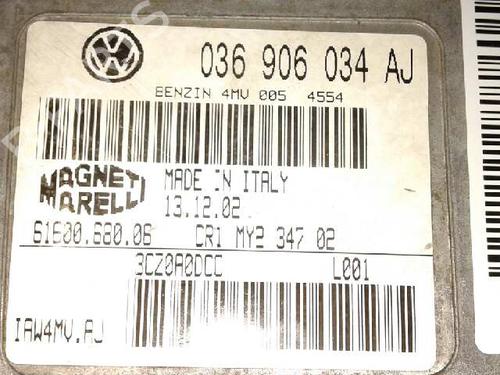 036 906 034 AJ
BENZIN 4MV 005 4554
MAGNETI
MARELLI
MADE IN ITALY
13.12.02
61600.680.06 CR1 MY2 347 02
3CZ0A0DCC L001
IAW4MV.AJ